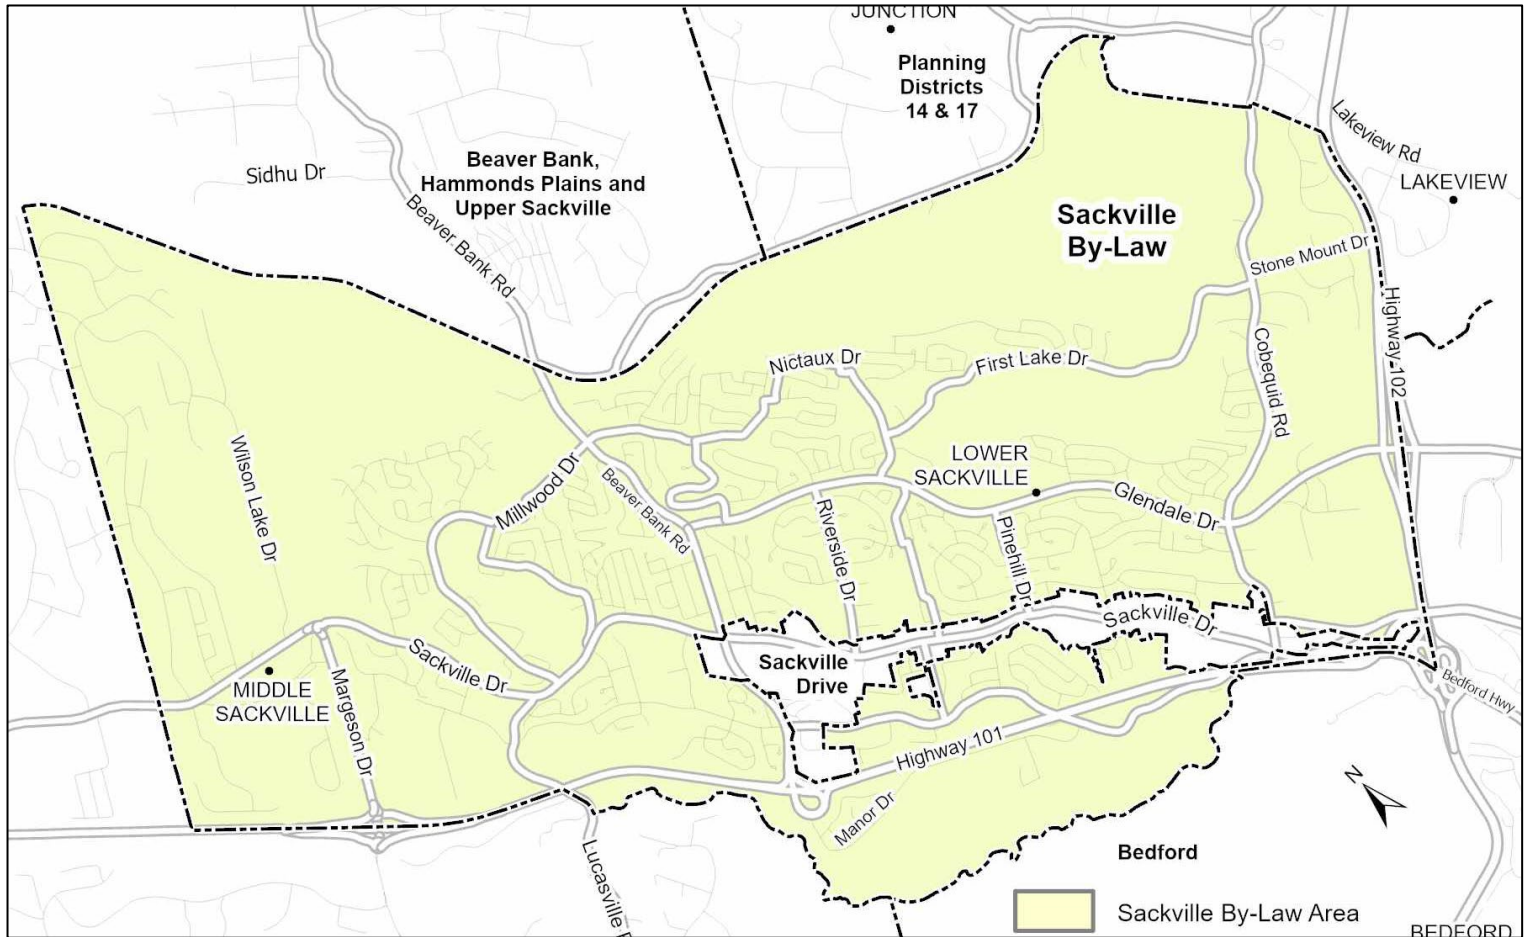 JUNCTION
Planning
Districts
14 & 17
Lakeview Rd
LAKEVIEW
Beaver Bank,
Hammonds Plains and
Upper Sackville
Sidhu Dr
Beaver Bank Rd
Sackville
By-Law
Stone Mount Dr
Highway 102
Cobequid Rd
Nictaux Dr
First Lake Dr
Wilson Lake Dr
Millwood Dr
Beaver Bank Rd
LOWER
SACKVILLE
Glendale Dr
Riverside Dr
Pinehill Dr
Sackville Dr
Sackville Dr
Sackville
Drive
MIDDLE
SACKVILLE
Margeson Dr
Highway 101
Bedford Hwy
Manor Dr
N
Lucasville
Bedford
Sackville By-Law Area
BEDFORD